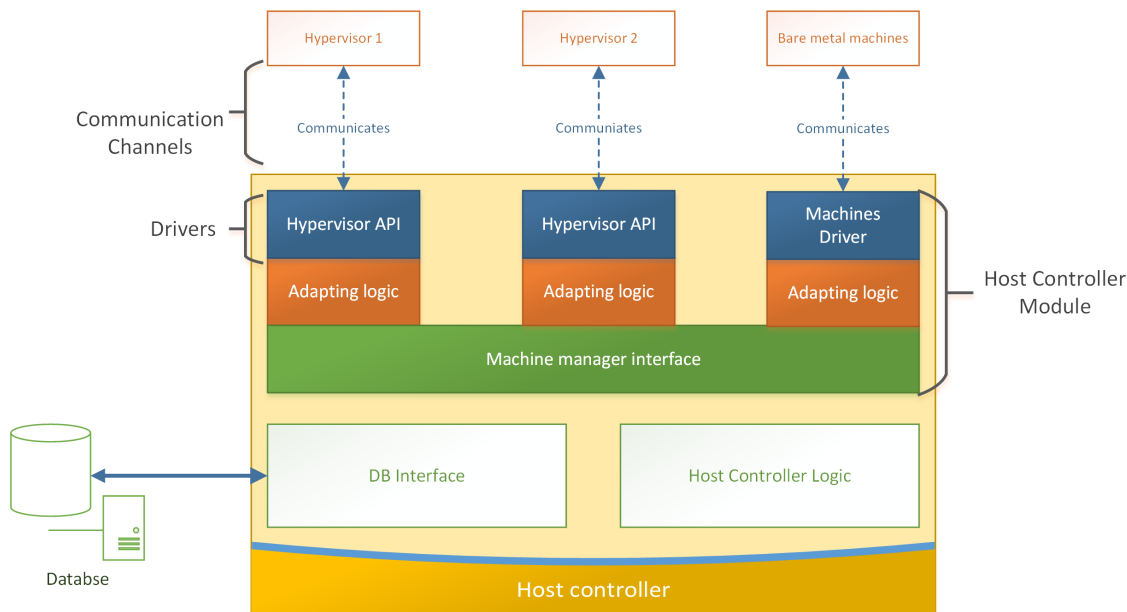 Hypervisor 1
Hypervisor 2
Bare metal machines
Communication
Channels
Communicates
Communiates
Communicates
Drivers
Hypervisor API
Hypervisor API
Machines
Driver
Adapting logic
Adapting logic
Adapting logic
Host Controller
Module
Machine manager interface
DB Interface
Host Controller Logic
Databse
Host controller